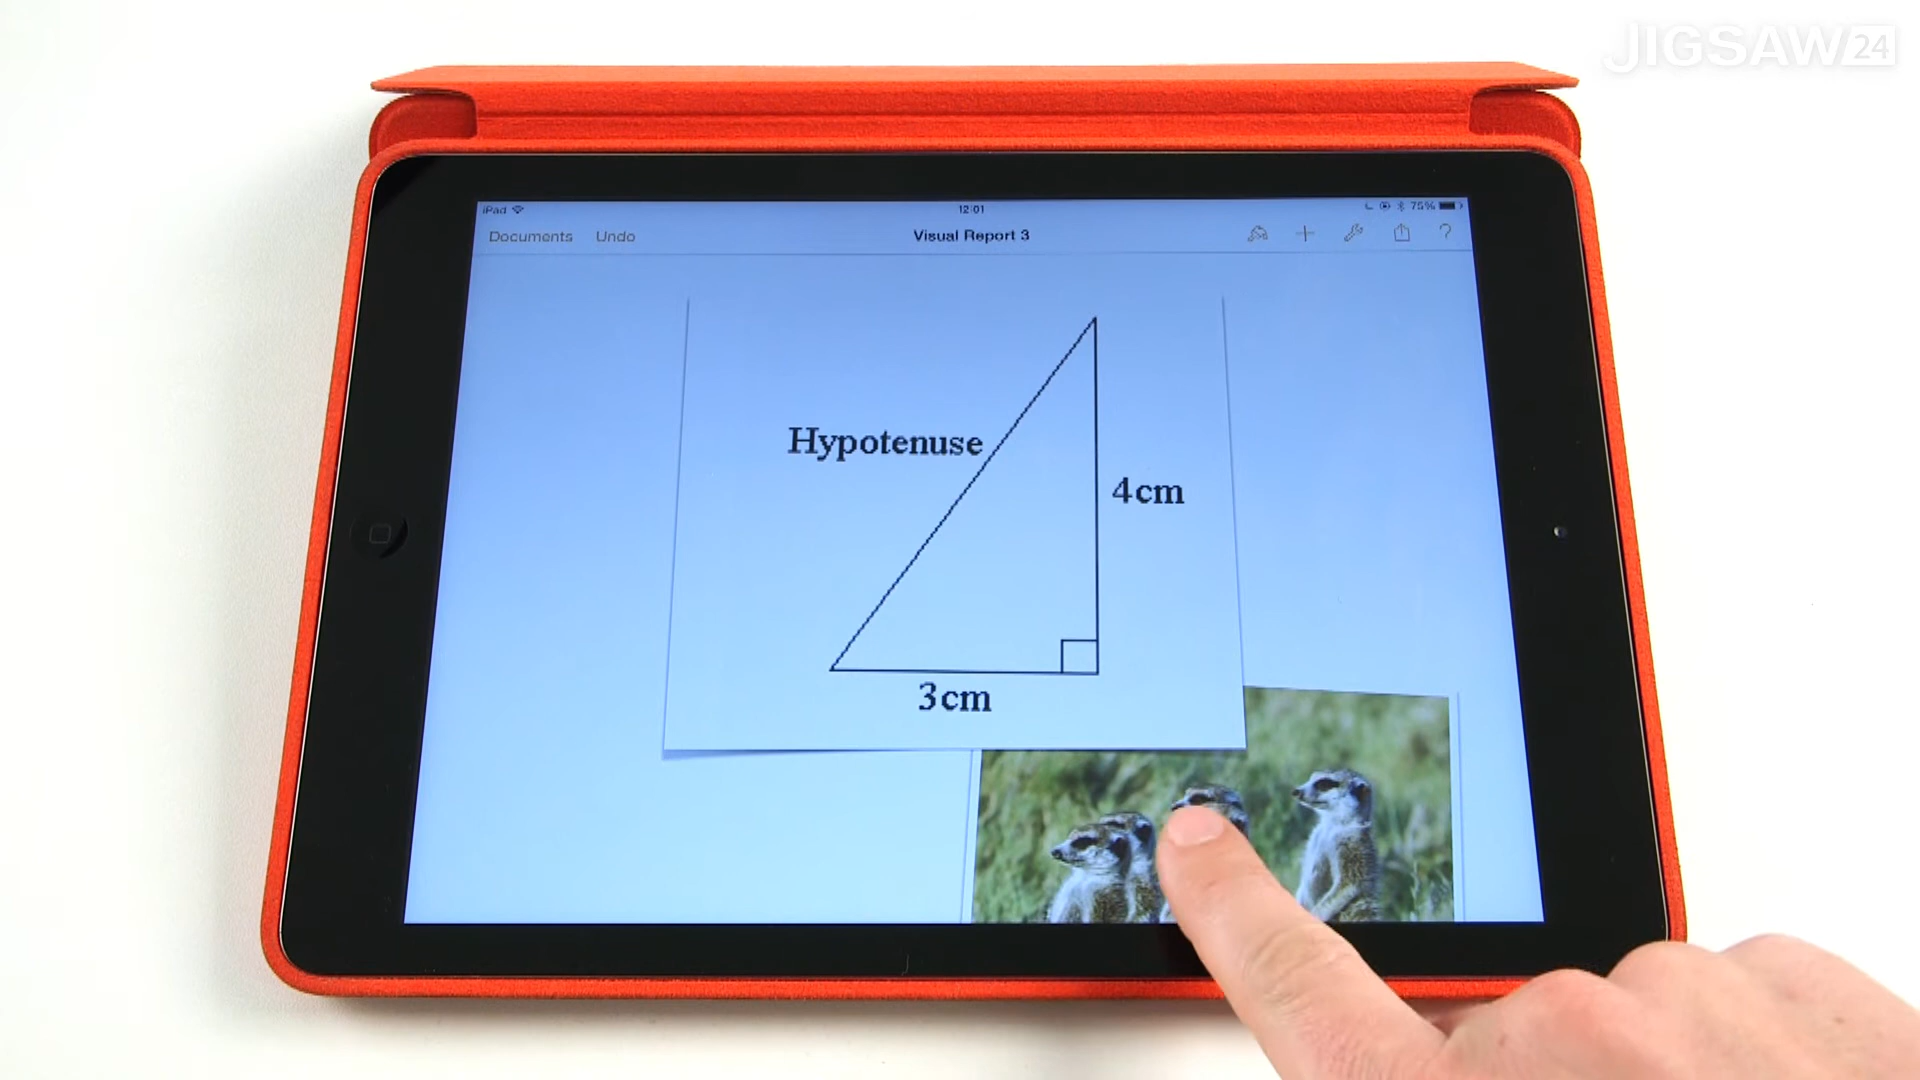 JIGSAW24
iPad 12:01 75%
Documents Undo Visual Report 3 ?
Hypotenuse
4cm
3cm